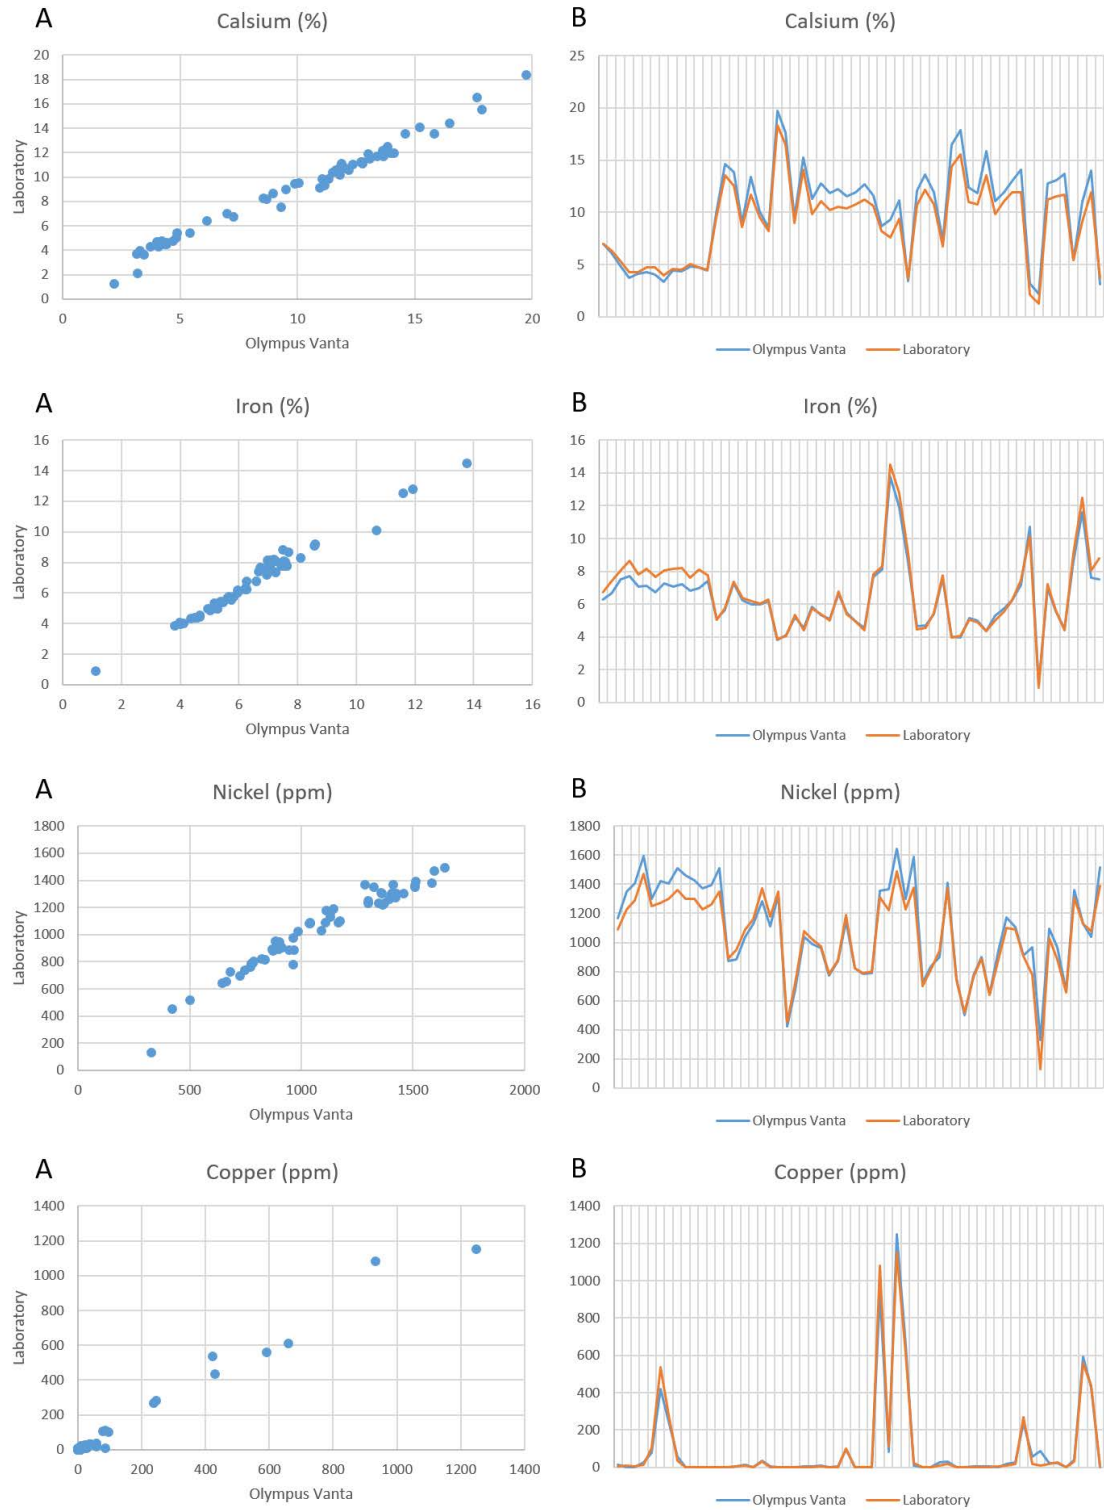 A
Calsium (%)
20
18
16
14
12
10
8
6
4
2
0
Laboratory
0 5 10 15 20
Olympus Vanta
B
Calsium (%)
25
20
15
10
5
0
Olympus Vanta Laboratory
A
Iron (%)
16
14
12
10
8
6
4
2
0
Laboratory
0 2 4 6 8 10 12 14 16
Olympus Vanta
B
Iron (%)
16
14
12
10
8
6
4
2
0
Olympus Vanta Laboratory
A
Nickel (ppm)
1800
1600
1400
1200
1000
800
600
400
200
0
Laboratory
0 500 1000 1500 2000
Olympus Vanta
B
Nickel (ppm)
1800
1600
1400
1200
1000
800
600
400
200
0
Olympus Vanta Laboratory
A
Copper (ppm)
1400
1200
1000
800
600
400
200
0
Laboratory
0 200 400 600 800 1000 1200 1400
Olympus Vanta
B
Copper (ppm)
1400
1200
1000
800
600
400
200
0
Olympus Vanta Laboratory